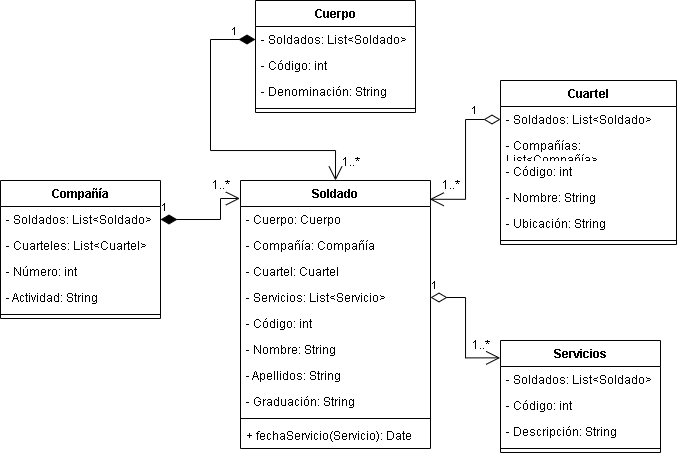 Cuerpo
- Soldados: List<Soldado>
- Código: int
- Denominación: String
1
1..*
Cuartel
- Soldados: List<Soldado>
- Compañías:
List<Compañía>
- Código: int
- Nombre: String
- Ubicación: String
1
1..*
Compañía
- Soldados: List<Soldado>
- Cuarteles: List<Cuartel>
- Número: int
- Actividad: String
1
1..*
Soldado
- Cuerpo: Cuerpo
- Compañía: Compañía
- Cuartel: Cuartel
- Servicios: List<Servicio>
- Código: int
- Nombre: String
- Apellidos: String
- Graduación: String
+ fechaServicio(Servicio): Date
1
1..*
Servicios
- Soldados: List<Soldado>
- Código: int
- Descripción: String